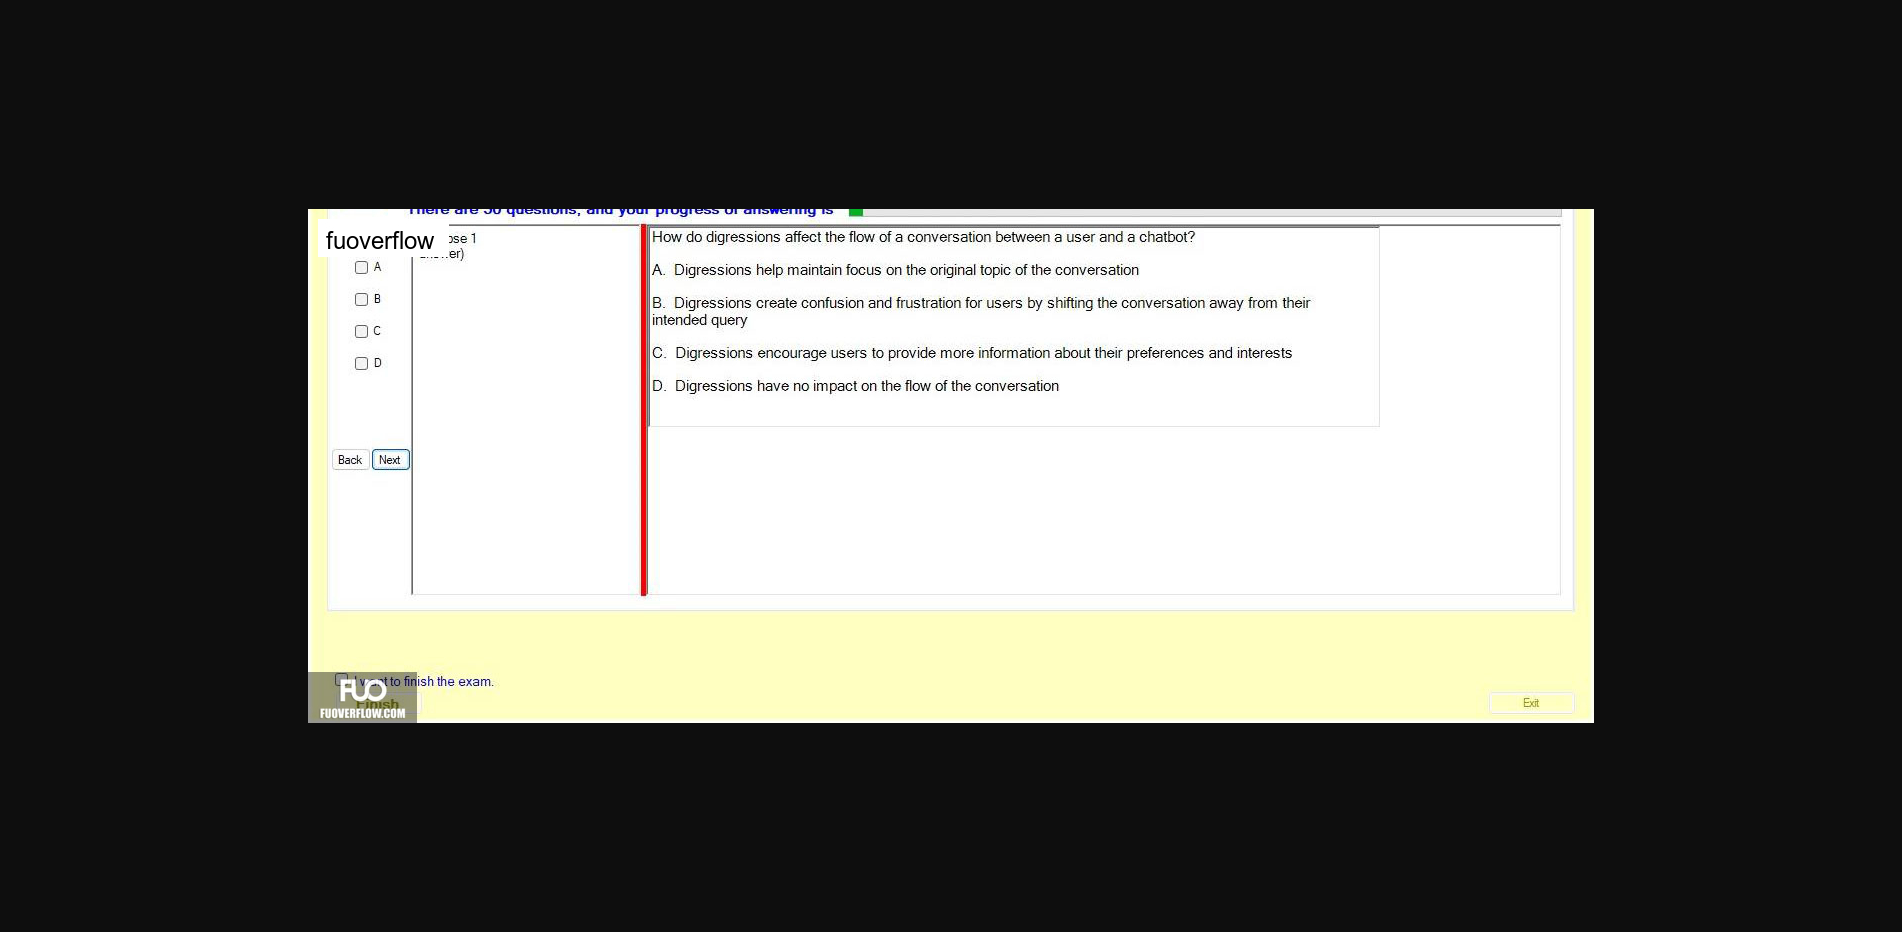 There are 50 questions, and your progress of answering is
fuoverflow
ose 1
er)
A
B
C
D
Back
Next
How do digressions affect the flow of a conversation between a user and a chatbot?
A. Digressions help maintain focus on the original topic of the conversation
B. Digressions create confusion and frustration for users by shifting the conversation away from their
intended query
C. Digressions encourage users to provide more information about their preferences and interests
D. Digressions have no impact on the flow of the conversation
I want to finish the exam.
Finish
FUO
FUOVERFLOW.COM
Exit